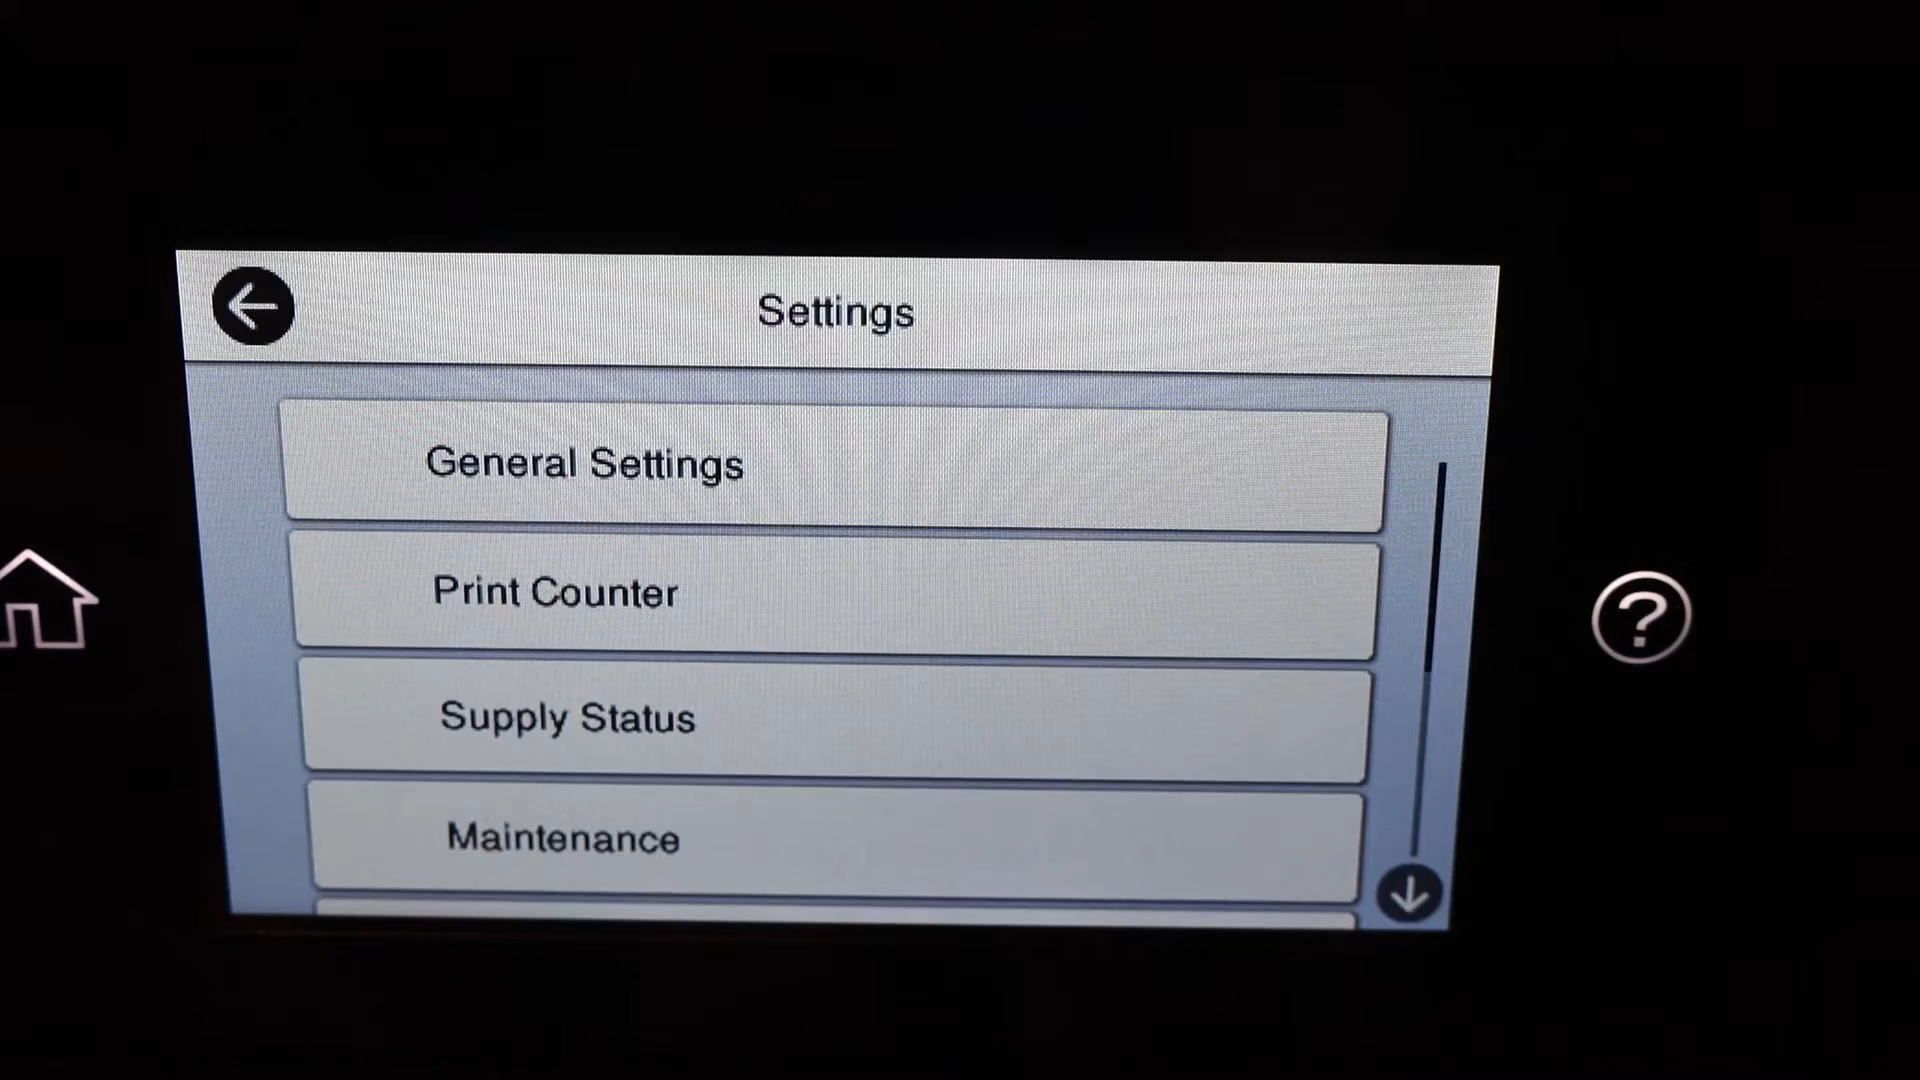 Settings
General Settings
Print Counter
Supply Status
Maintenance
?